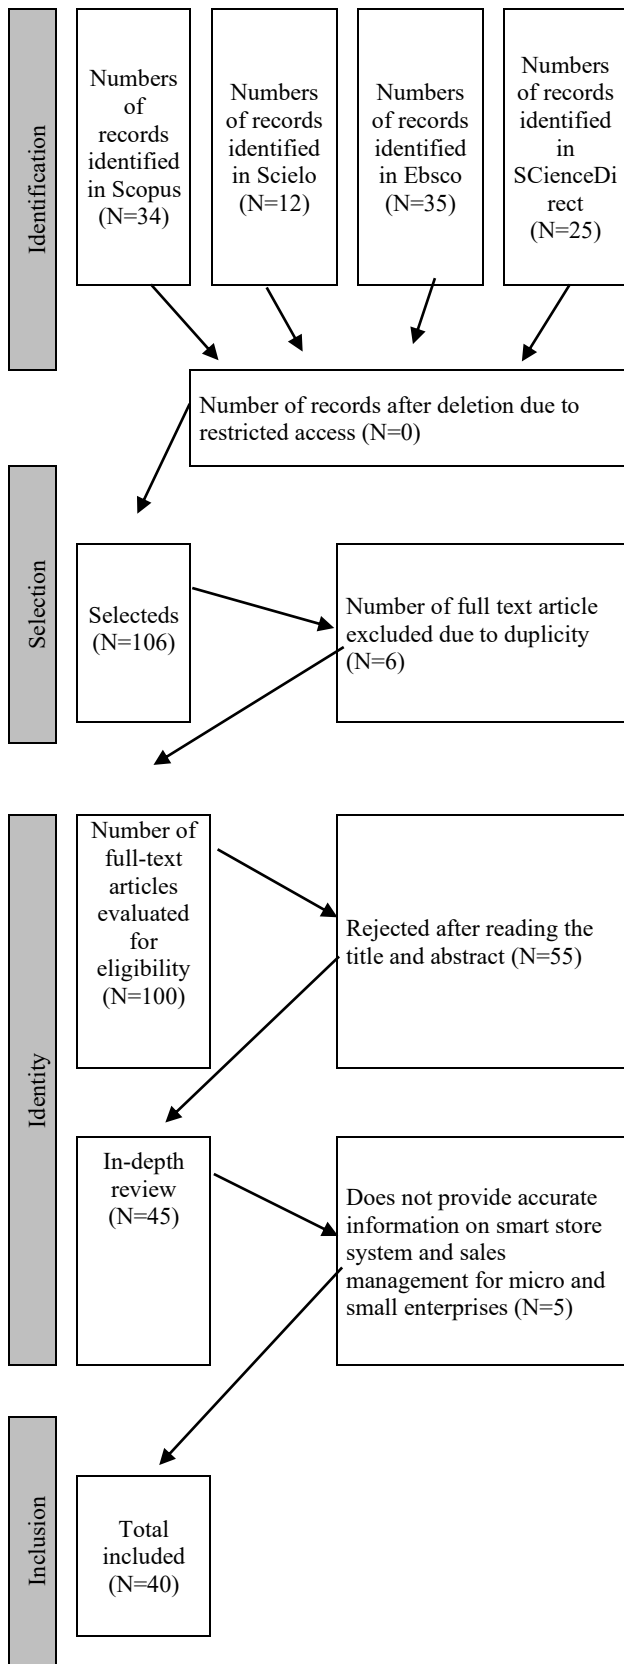 Identification
Numbers
of
records
identified
in Scopus
(N=34)
Numbers
of records
identified
in Scielo
(N=12)
Numbers
of records
identified
in Ebsco
(N=35)
Numbers
of records
identified
in
SCienceDi
rect
(N=25)
Number of records after deletion due to
restricted access (N=0)
Selection
Selecteds
(N=106)
Number of full text article
excluded due to duplicity
(N=6)
Identity
Number of
full-text
articles
evaluated
for
eligibility
(N=100)
Rejected after reading the
title and abstract (N=55)
In-depth
review
(N=45)
Does not provide accurate
information on smart store
system and sales
management for micro and
small enterprises (N=5)
Inclusion
Total
included
(N=40)